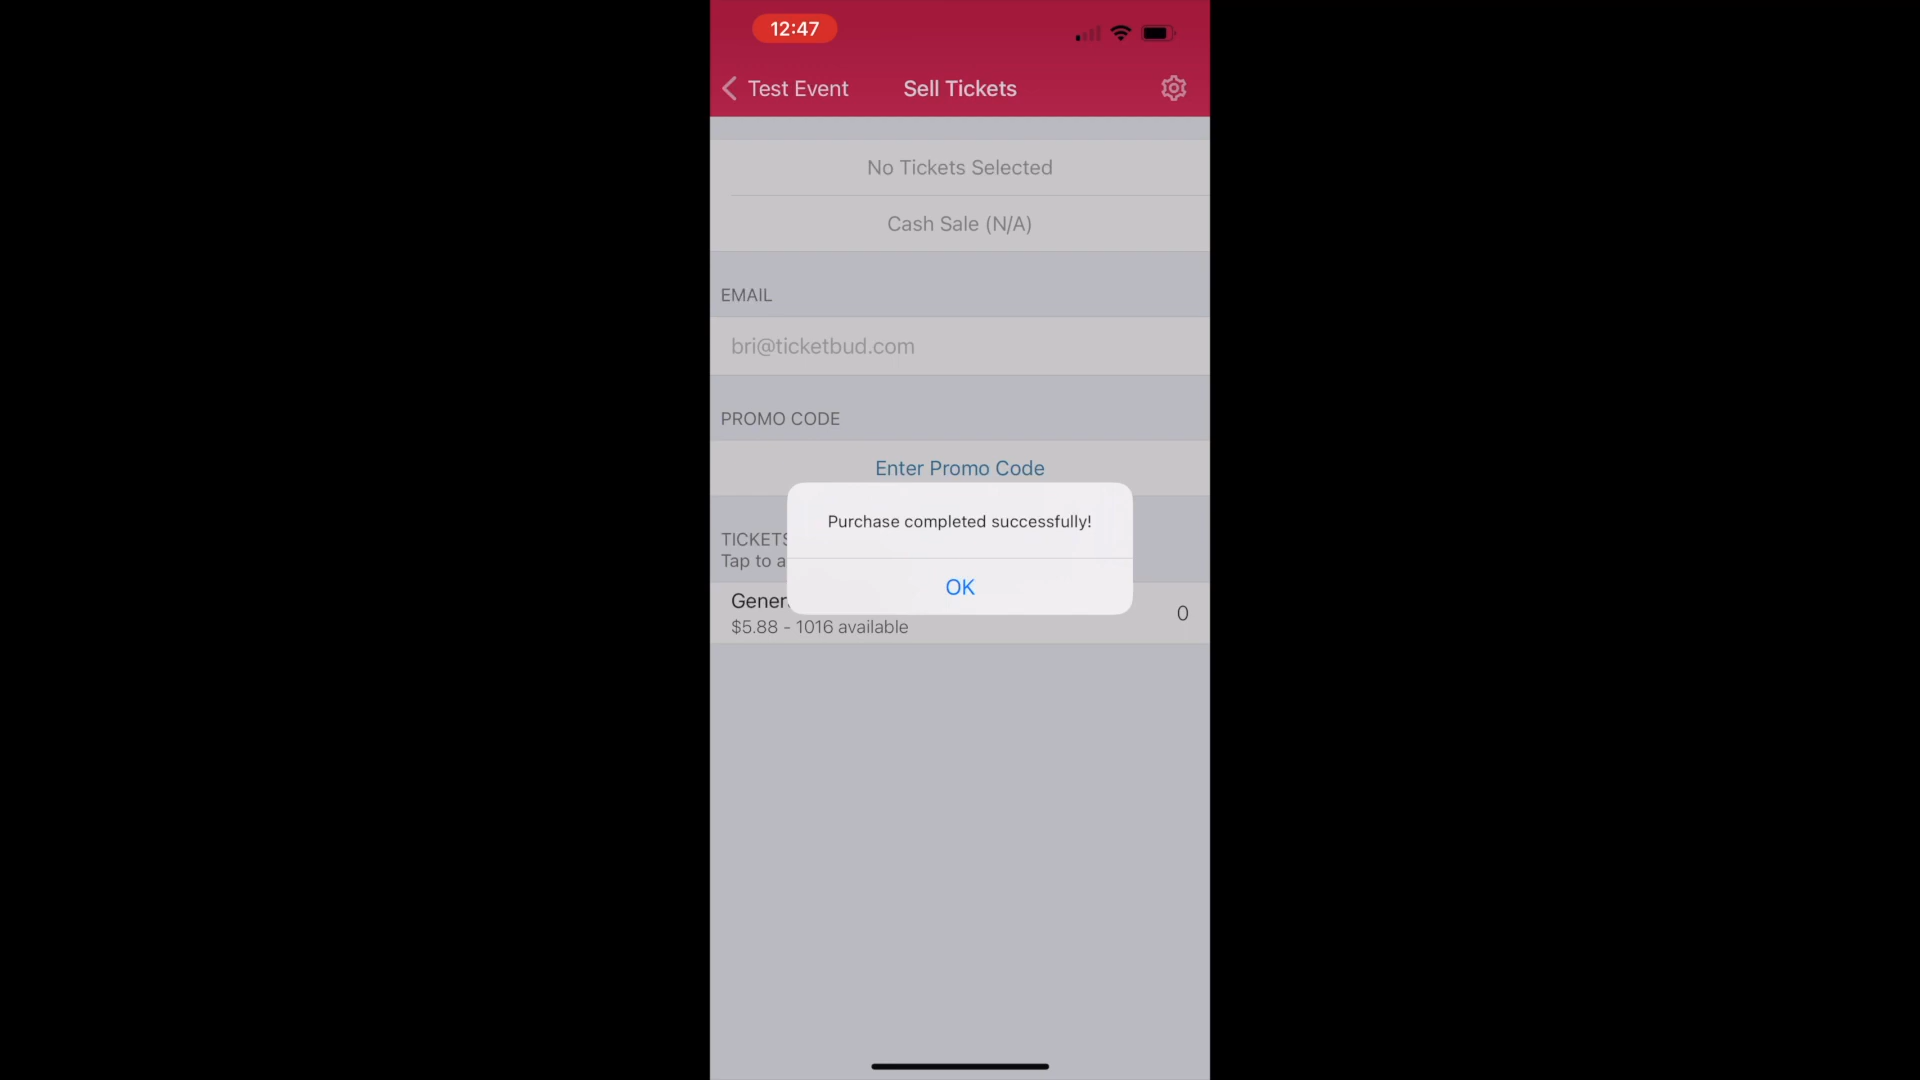 12:47
Test Event
Sell Tickets
No Tickets Selected
Cash Sale (N/A)
EMAIL
bri@ticketbud.com
PROMO CODE
Enter Promo Code
Purchase completed successfully!
TICKETS
Tap to a
OK
Gener
0
$5.88 - 1016 available